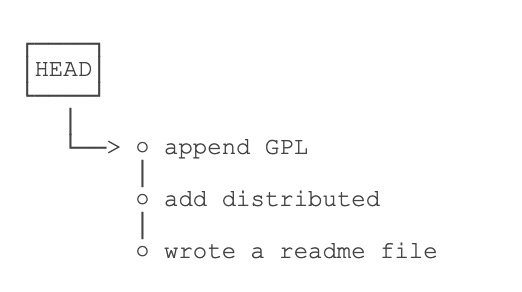 HEAD
append GPL
add distributed
wrote a readme file